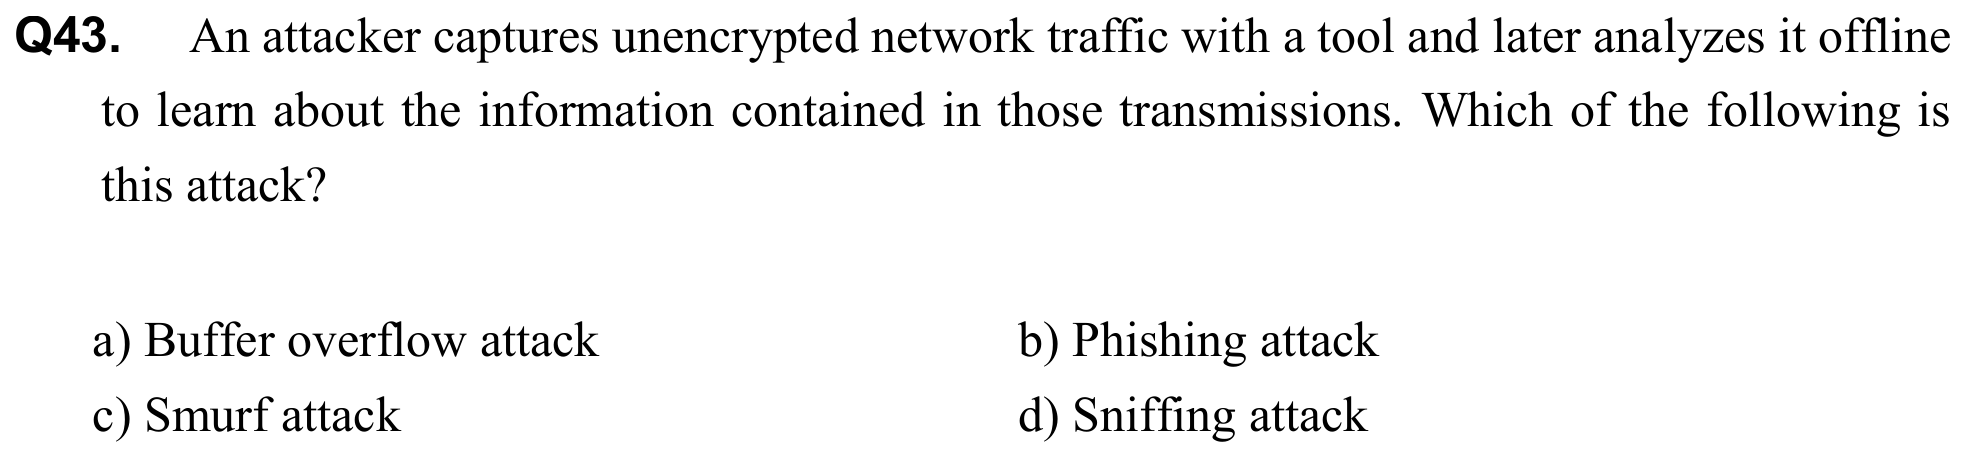 Q43. An attacker captures unencrypted network traffic with a tool and later analyzes it offline
to learn about the information contained in those transmissions. Which of the following is
this attack?
a) Buffer overflow attack b) Phishing attack
c) Smurf attack d) Sniffing attack